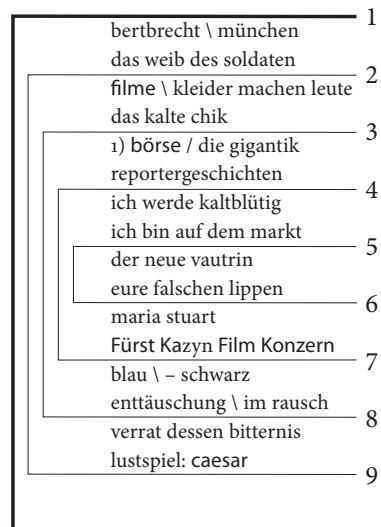 1
bertbrecht \ münchen
das weib des soldaten
2
filme \ kleider machen leute
das kalte chik
3
1) börse / die gigantik
reportergeschichten
4
ich werde kaltblütig
ich bin auf dem markt
5
der neue vautrin
eure falschen lippen
6
maria stuart
Fürst Kazyn Film Konzern
7
blau \ – schwarz
enttäuschung \ im rausch
8
verrat dessen bitternis
lustspiel: caesar
9